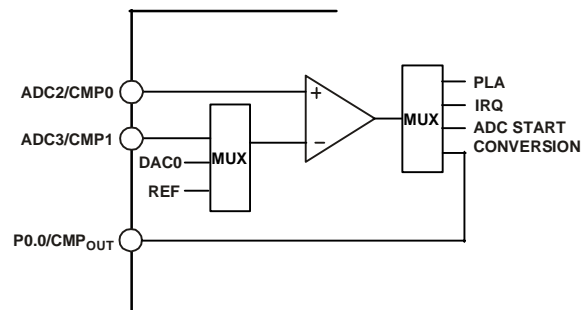 ADC2/CMP0
ADC3/CMP1
DAC0
REF
MUX
+
−
MUX
PLA
IRQ
ADC START
CONVERSION
P0.0/CMPOUT